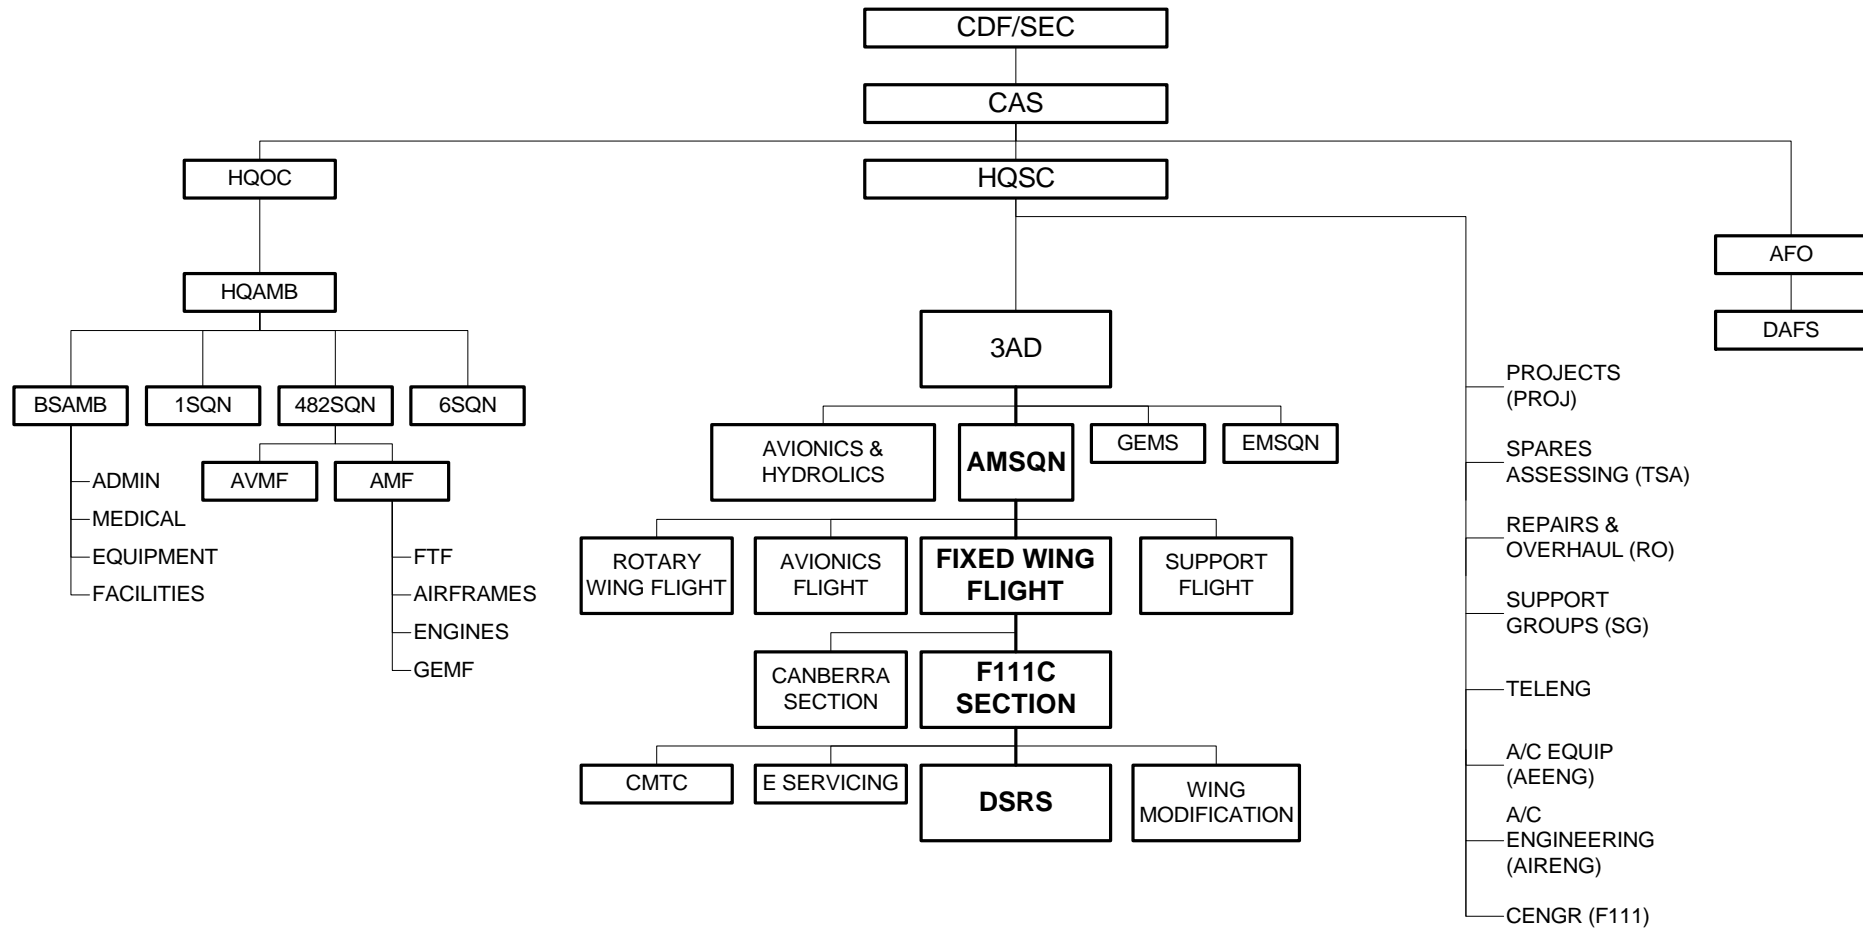 CDF/SEC
CAS
HQOC
HQSC
AFO
HQAMB
DAFS
3AD
BSAMB
1SQN
482SQN
6SQN
AVIONICS &
HYDROLICS
AMSQN
GEMS
EMSQN
AVMF
AMF
ADMIN
MEDICAL
EQUIPMENT
FACILITIES
FTF
AIRFRAMES
ENGINES
GEMF
ROTARY
WING FLIGHT
AVIONICS
FLIGHT
FIXED WING
FLIGHT
SUPPORT
FLIGHT
CANBERRA
SECTION
F111C
SECTION
CMTC
E SERVICING
DSRS
WING
MODIFICATION
PROJECTS
(PROJ)
SPARES
ASSESSING (TSA)
REPAIRS &
OVERHAUL (RO)
SUPPORT
GROUPS (SG)
TELENG
A/C EQUIP
(AEENG)
A/C
ENGINEERING
(AIRENG)
CENGR (F111)